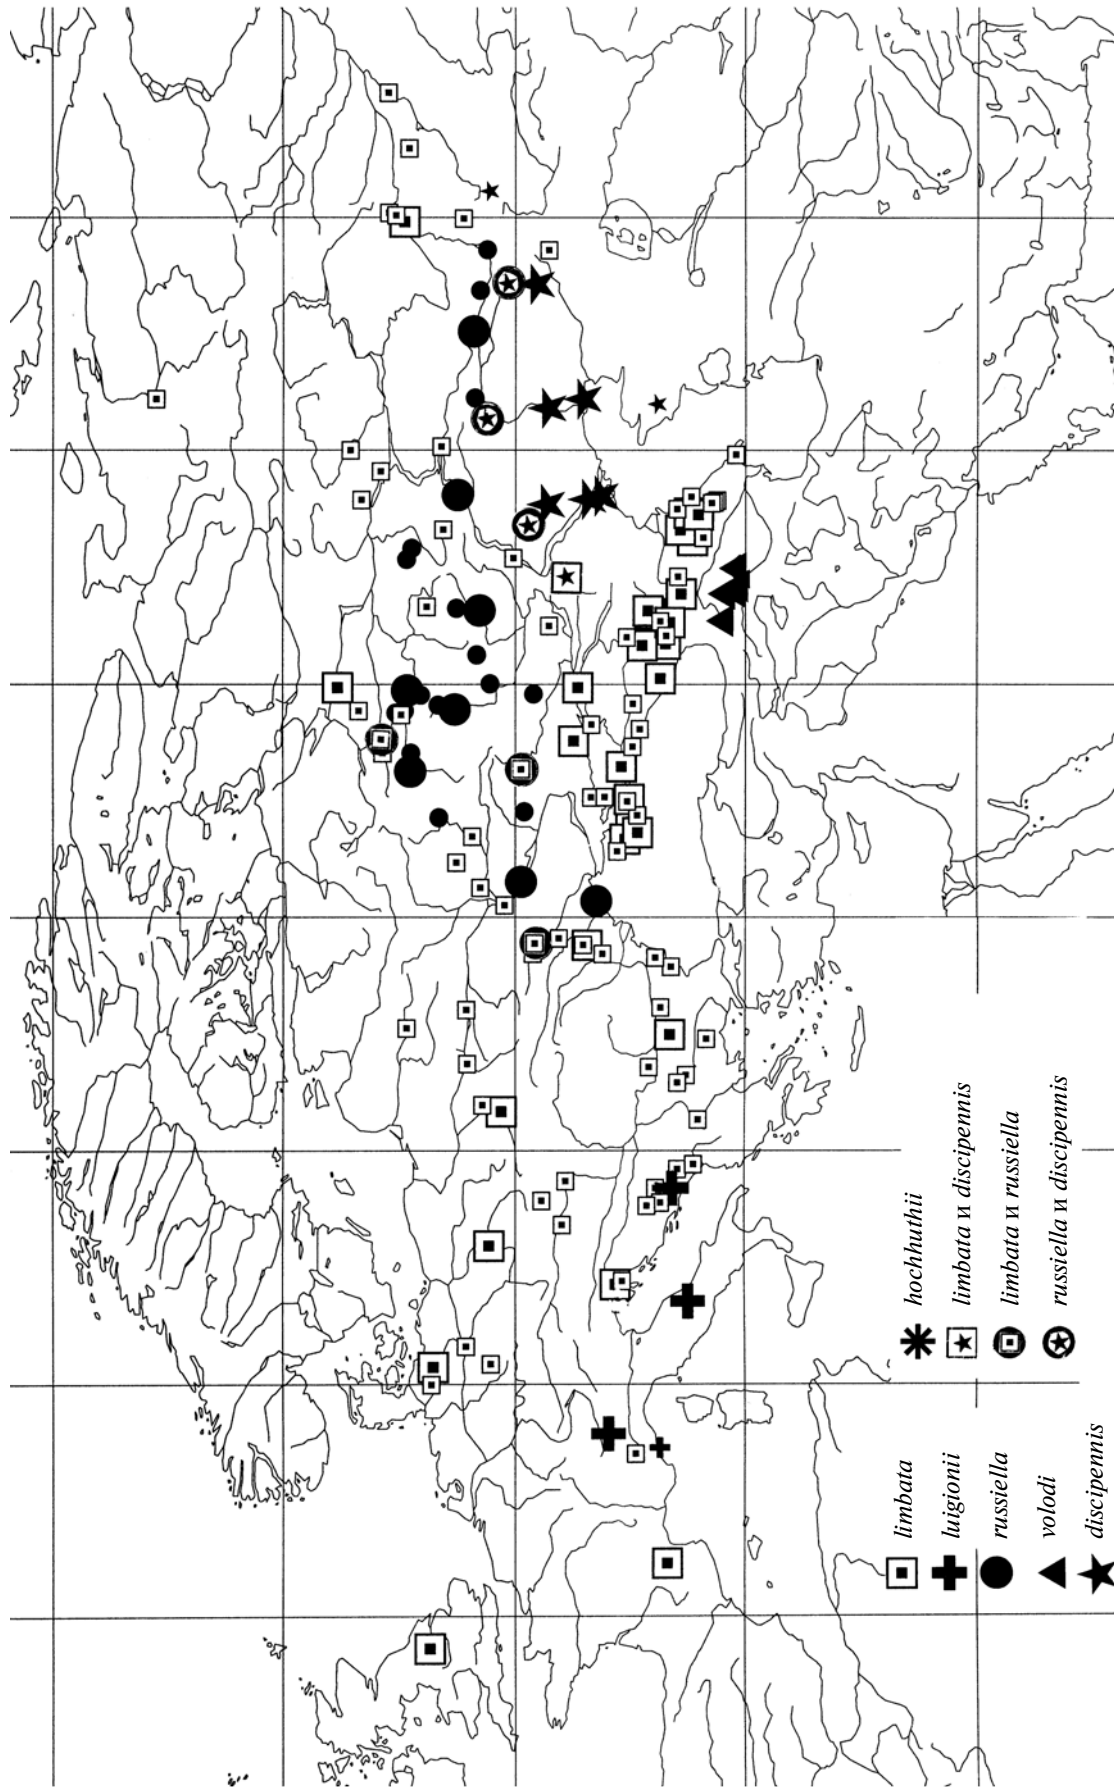 limbata
luigionii
russiella
volodi
discipennis
hochhuthii
limbata и discipennis
limbata и russiella
russiella и discipennis